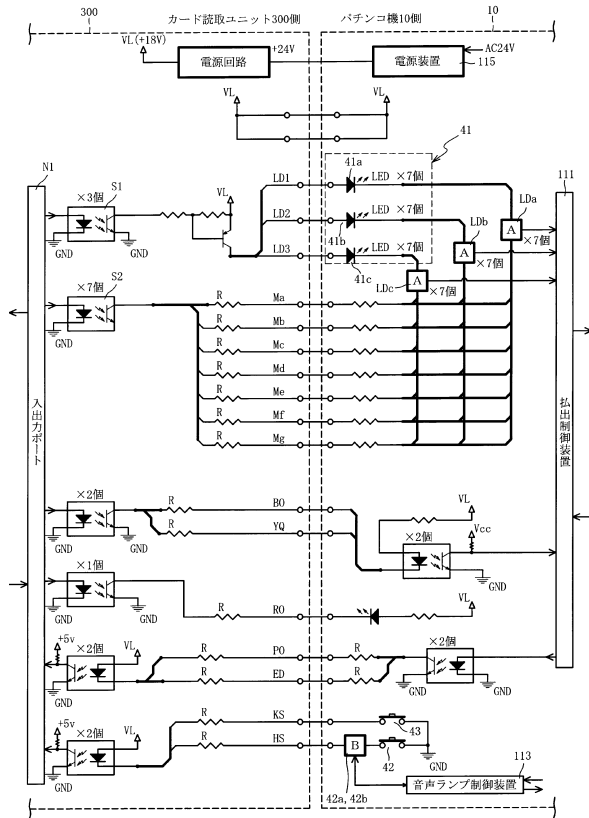 300
10
カード読取ユニット300側
パチンコ機10側
VL(+18V)
電源回路
+24V
電源装置
AC24V
115
VL
VL
41
N1
×3個
S1
VL
LD1
41a
LED ×7個
LDa
111
LD2
41b
LED ×7個
LDb
×7個
GND
GND
LD3
41c
LED ×7個
A
A
×7個
LDc
A
×7個
×7個
S2
R
Ma
GND
GND
R
Mb
R
Mc
R
Md
R
Me
R
Mf
R
Mg
入出力ポート
払出制御装置
×2個
R
BO
R
YQ
VL
Vcc
×2個
GND
GND
GND
×1個
VL
R
RO
GND
GND
+5v
×2個
VL
R
PO
R
×2個
R
ED
R
VL
GND
GND
+5v
×2個
VL
R
KS
43
R
HS
B
42
GND
GND
42a, 42b
113
音声ランプ制御装置